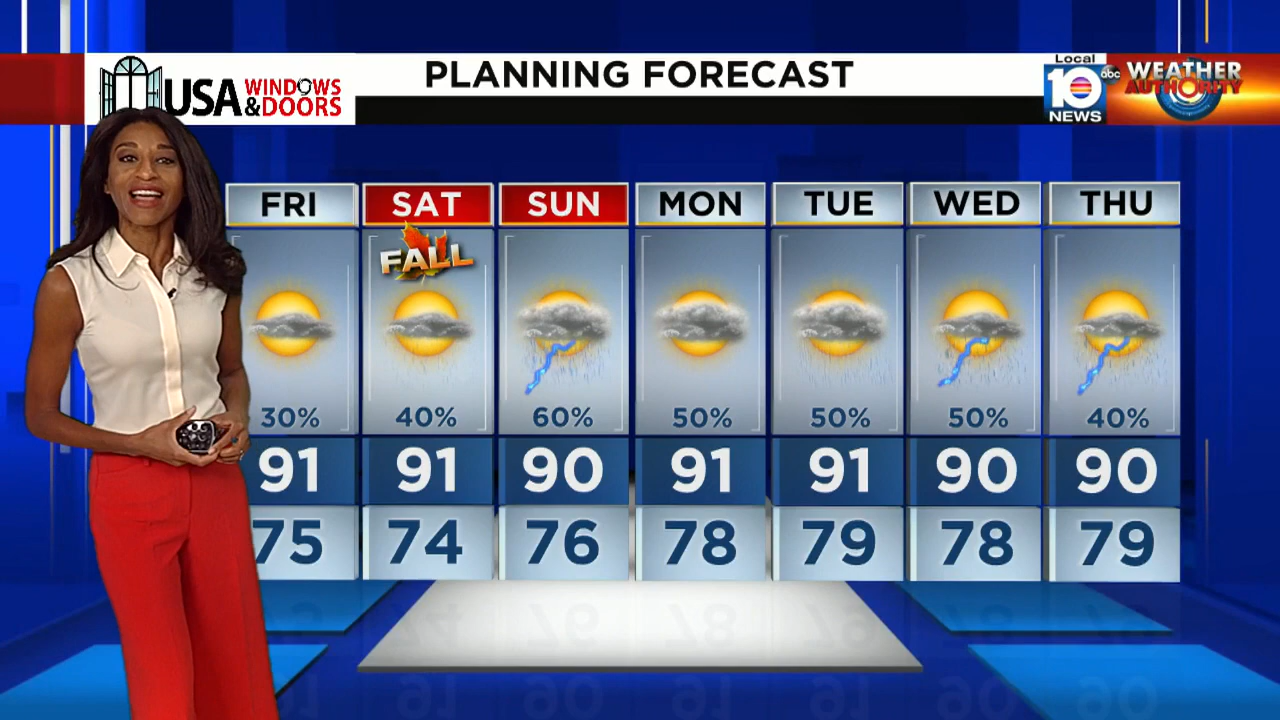 USA WINDOWS & DOORS
PLANNING FORECAST
Local 10 abc NEWS
WEATHER AUTHORITY
FRI SAT SUN MON TUE WED THU
FALL
30% 40% 60% 50% 50% 50% 40%
91 91 90 91 91 90 90
75 74 76 78 79 78 79